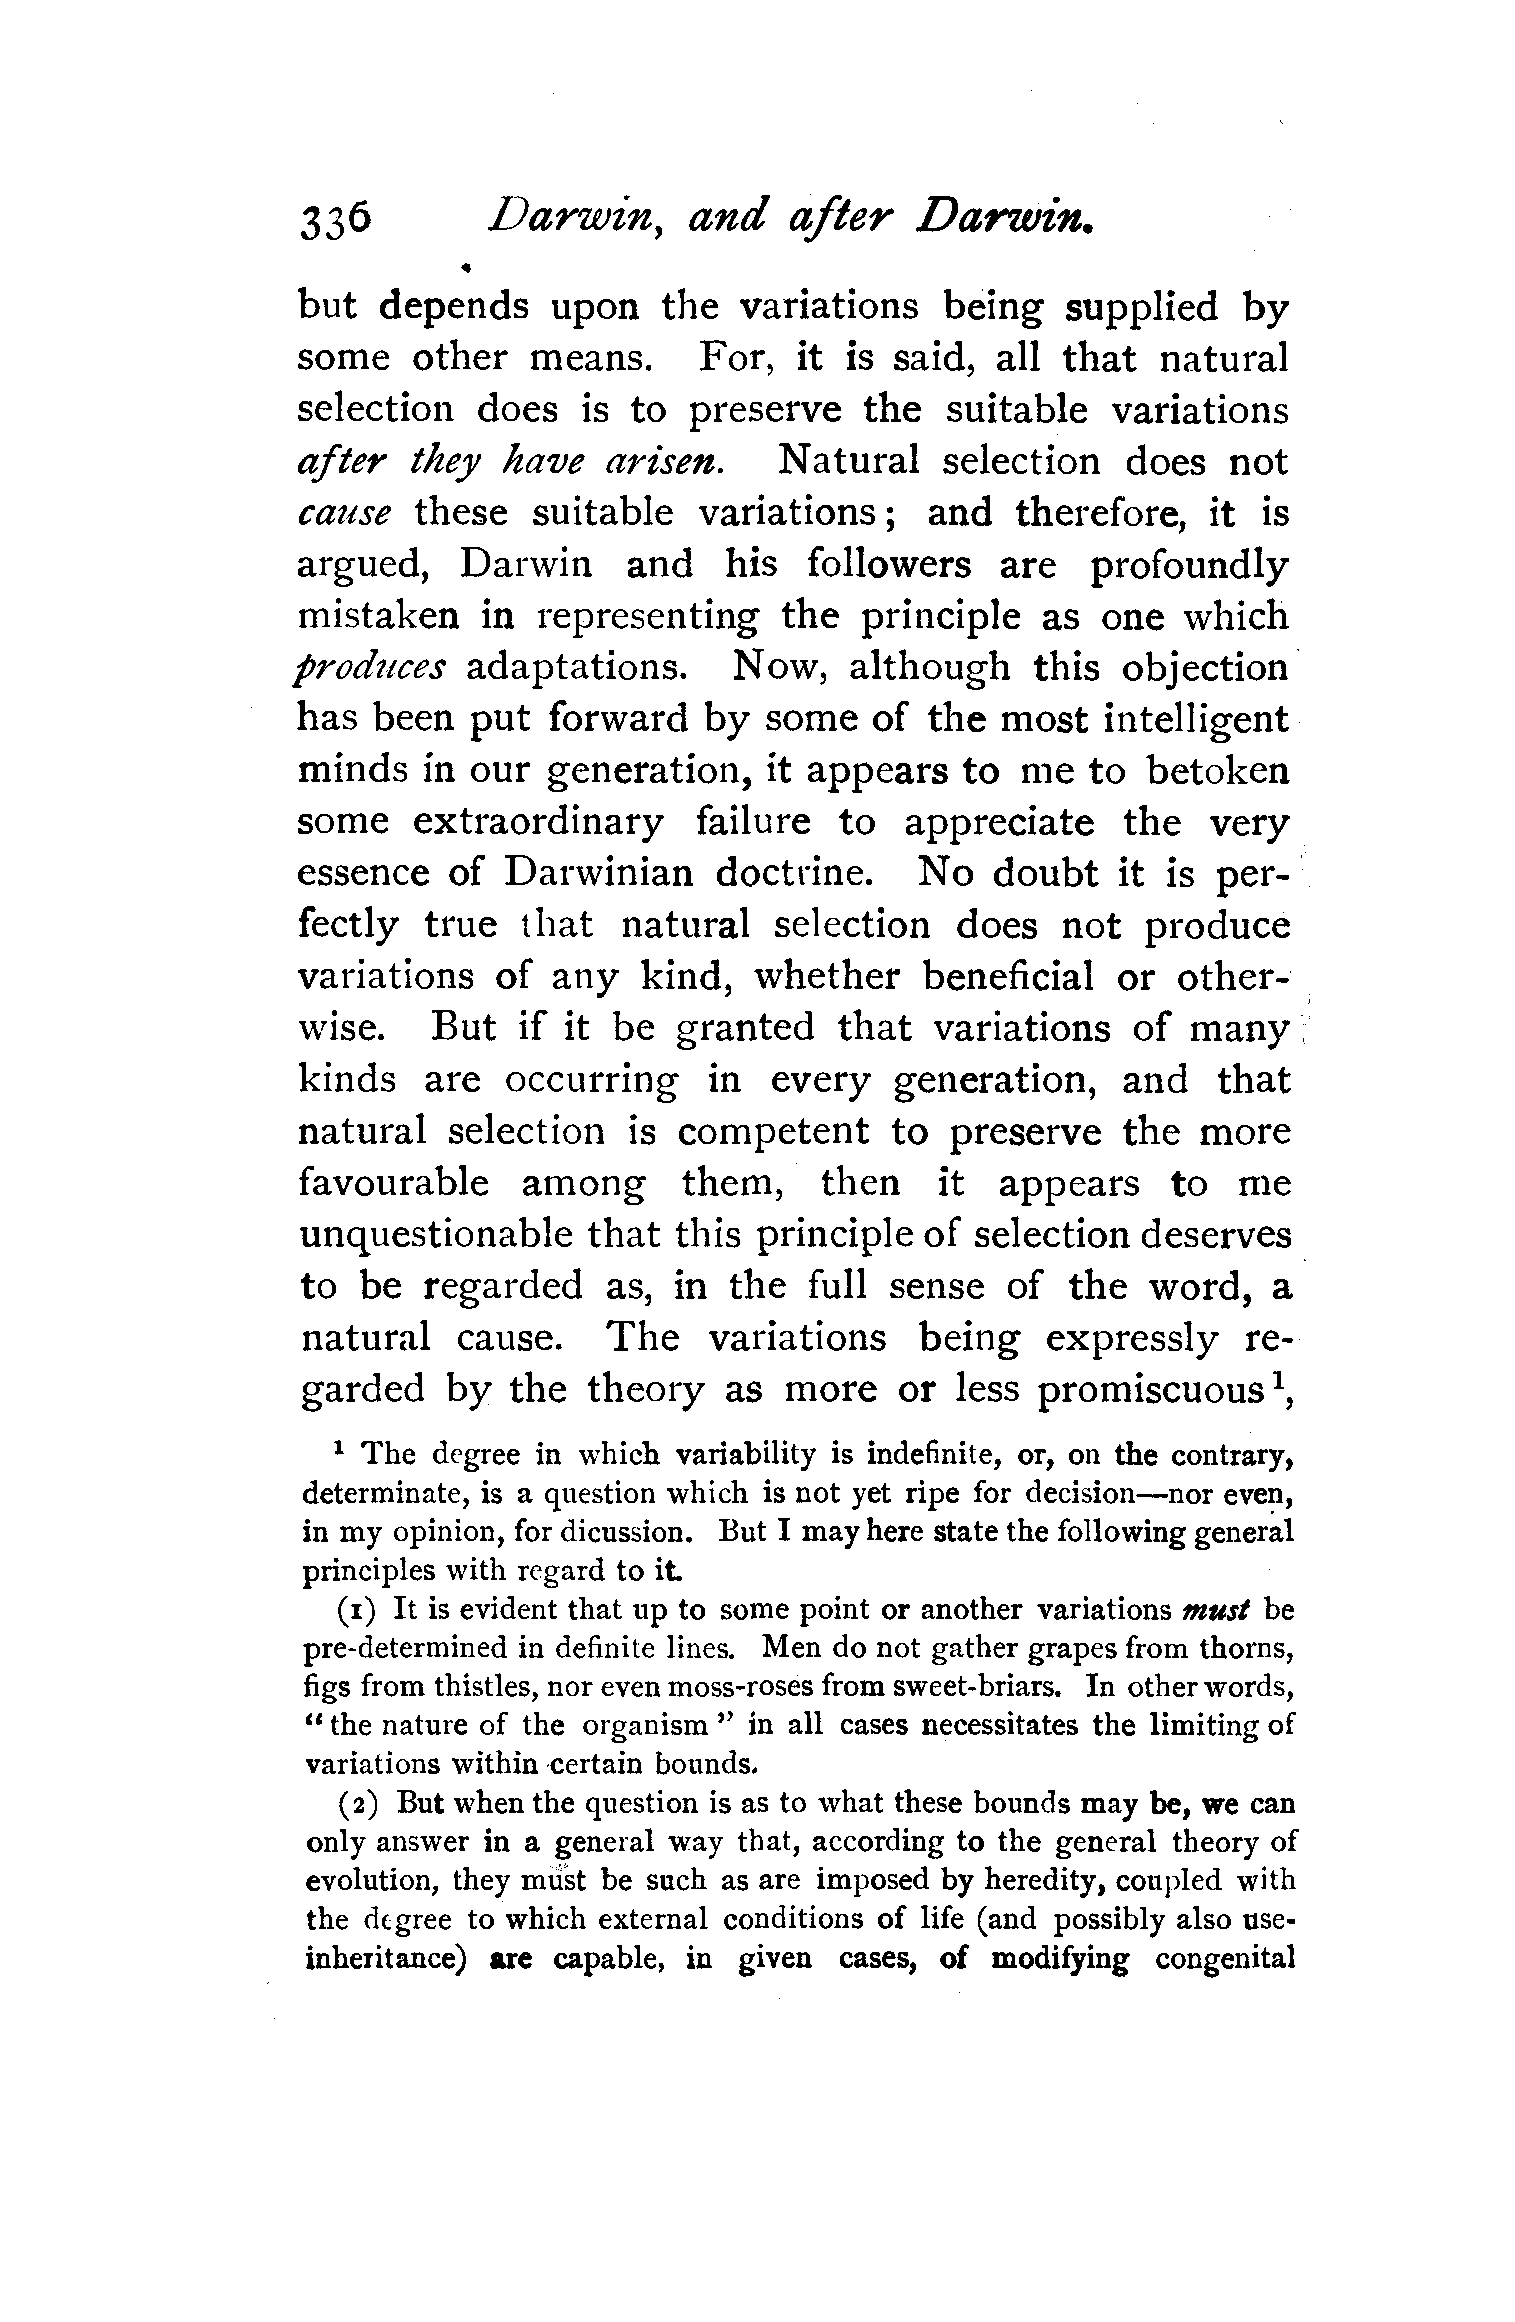 336 Darwin, and after Darwin.
but depends upon the variations being supplied by
some other means. For, it is said, all that natural
selection does is to preserve the suitable variations
after they have arisen. Natural selection does not
cause these suitable variations; and therefore, it is
argued, Darwin and his followers are profoundly
mistaken in representing the principle as one which
produces adaptations. Now, although this objection
has been put forward by some of the most intelligent
minds in our generation, it appears to me to betoken
some extraordinary failure to appreciate the very
essence of Darwinian doctrine. No doubt it is per-
fectly true that natural selection does not produce
variations of any kind, whether beneficial or other-
wise. But if it be granted that variations of many
kinds are occurring in every generation, and that
natural selection is competent to preserve the more
favourable among them, then it appears to me
unquestionable that this principle of selection deserves
to be regarded as, in the full sense of the word, a
natural cause. The variations being expressly re-
garded by the theory as more or less promiscuous¹,
¹ The degree in which variability is indefinite, or, on the contrary,
determinate, is a question which is not yet ripe for decision—nor even,
in my opinion, for dicussion. But I may here state the following general
principles with regard to it.
(1) It is evident that up to some point or another variations must be
pre-determined in definite lines. Men do not gather grapes from thorns,
figs from thistles, nor even moss-roses from sweet-briars. In other words,
“the nature of the organism” in all cases necessitates the limiting of
variations within certain bounds.
(2) But when the question is as to what these bounds may be, we can
only answer in a general way that, according to the general theory of
evolution, they must be such as are imposed by heredity, coupled with
the degree to which external conditions of life (and possibly also use-
inheritance) are capable, in given cases, of modifying congenital